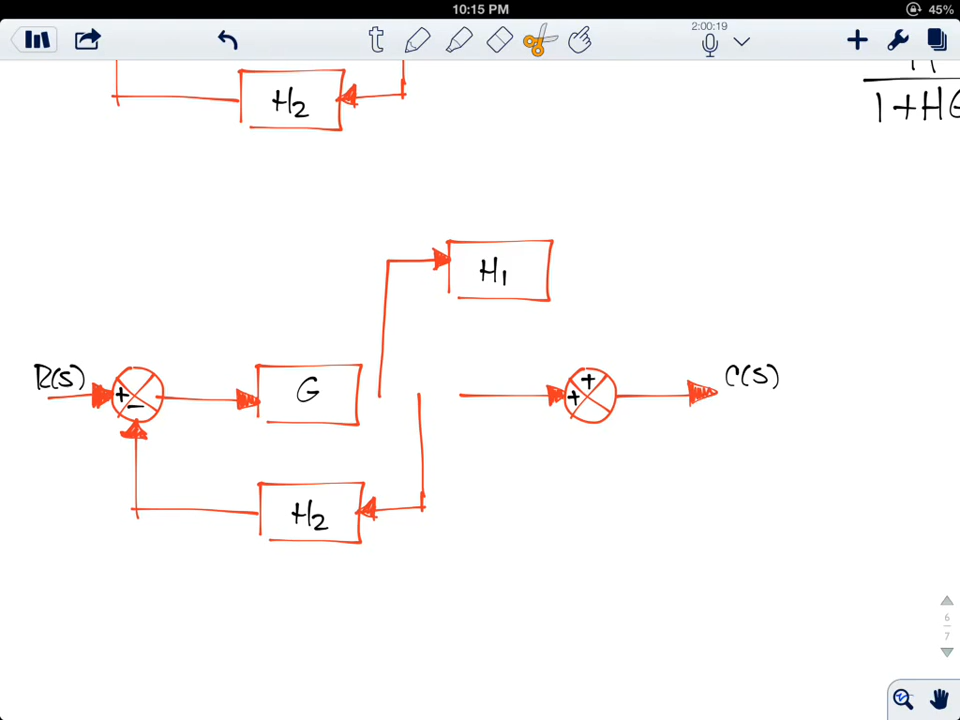 10:15 PM
45%
t
2:00:19
H2
1+HG
H1
R(S)
+
−
G
+
+
C(S)
H2
6
7